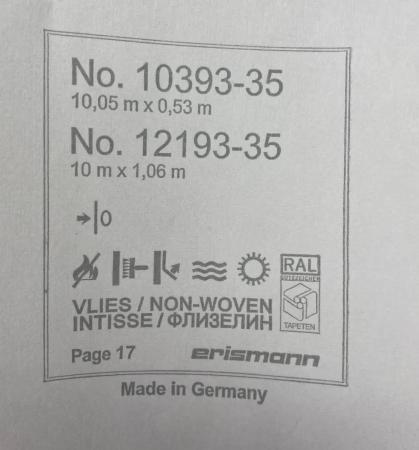 No. 10393-35
10,05 m x 0,53 m
No. 12193-35
10 m x 1,06 m
0
RAL
GÜTEZEICHEN
VLIES / NON-WOVEN
INTISSE / ФЛИЗЕЛИН
TAPETEN
Page 17
erismann
Made in Germany